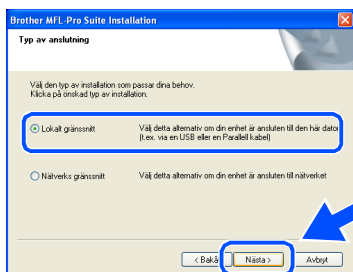 Brother MFL-Pro Suite Installation
Typ av anslutning
Välj den typ av installation som passar dina behov.
Klicka på önskad typ av installation.
Lokalt gränssnitt
Välj detta alternativ om din enhet är ansluten till den här dator
(t.ex. via en USB eller en Parallell kabel)
Nätverks gränssnitt
Välj detta alternativ om din enhet är ansluten till nätverket
< Bakå
Nästa >
Avbryt